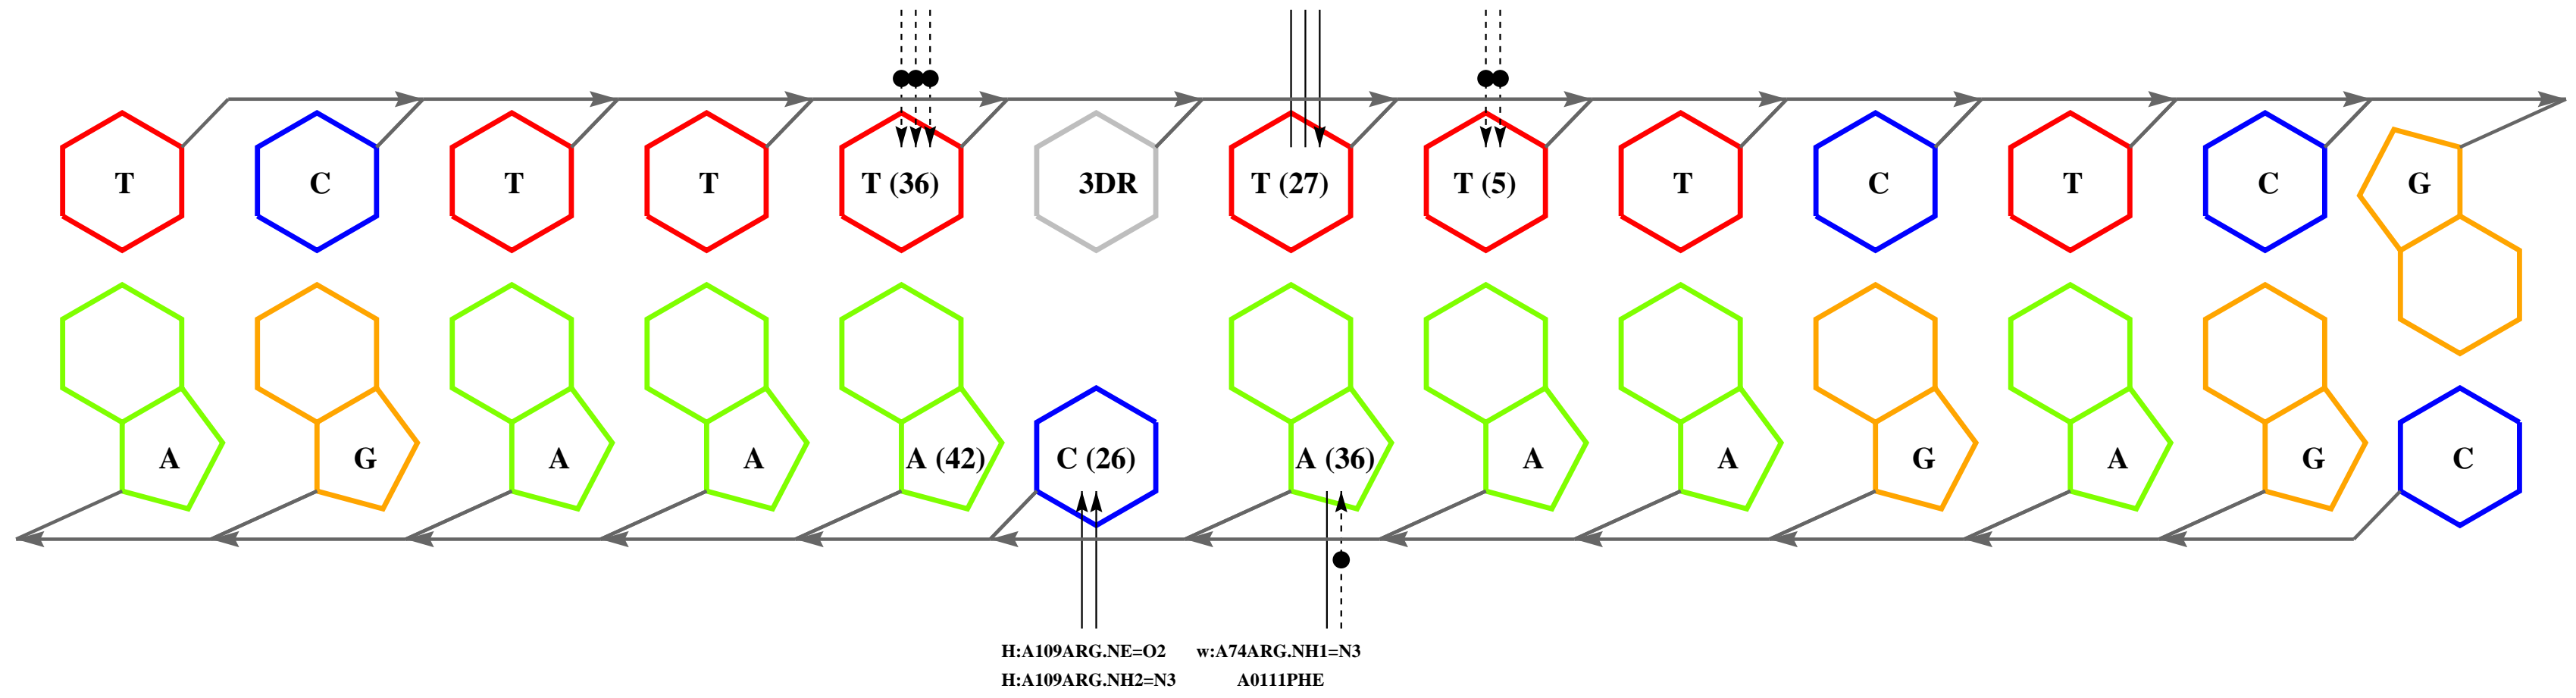 T C T T T (36) 3DR T (27) T (5) T C T C G
A G A A A (42) C (26) A (36) A A G A G C
H:A109ARG.NE=O2 w:A74ARG.NH1=N3
H:A109ARG.NH2=N3 A0111PHE